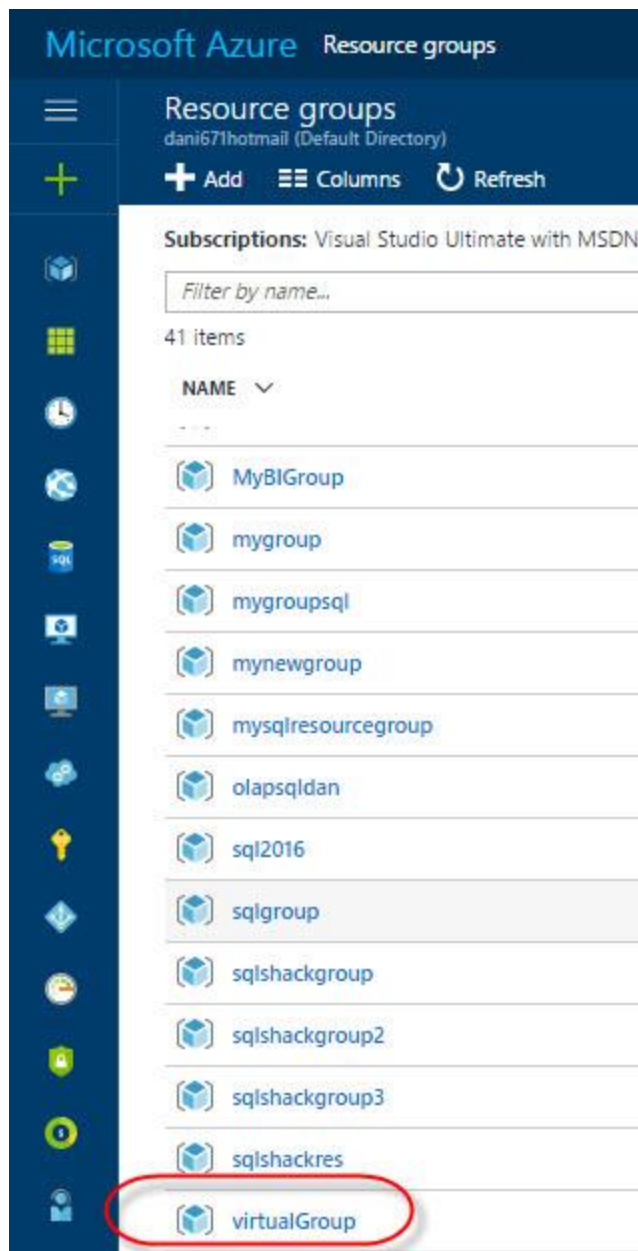 Microsoft Azure Resource groups
Resource groups
dani671hotmail (Default Directory)
Add Columns Refresh
Subscriptions: Visual Studio Ultimate with MSDN
Filter by name...
41 items
NAME
MyBIGroup
mygroup
mygroupsql
mynewgroup
mysqlresourcegroup
olapsqldan
sql2016
sqlgroup
sqlshackgroup
sqlshackgroup2
sqlshackgroup3
sqlshackres
virtualGroup
SQL